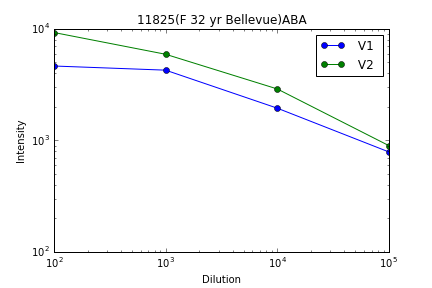 11825(F 32 yr Bellevue)ABA
10^4
10^3
10^2
Intensity
V1
V2
10^2 10^3 10^4 10^5
Dilution